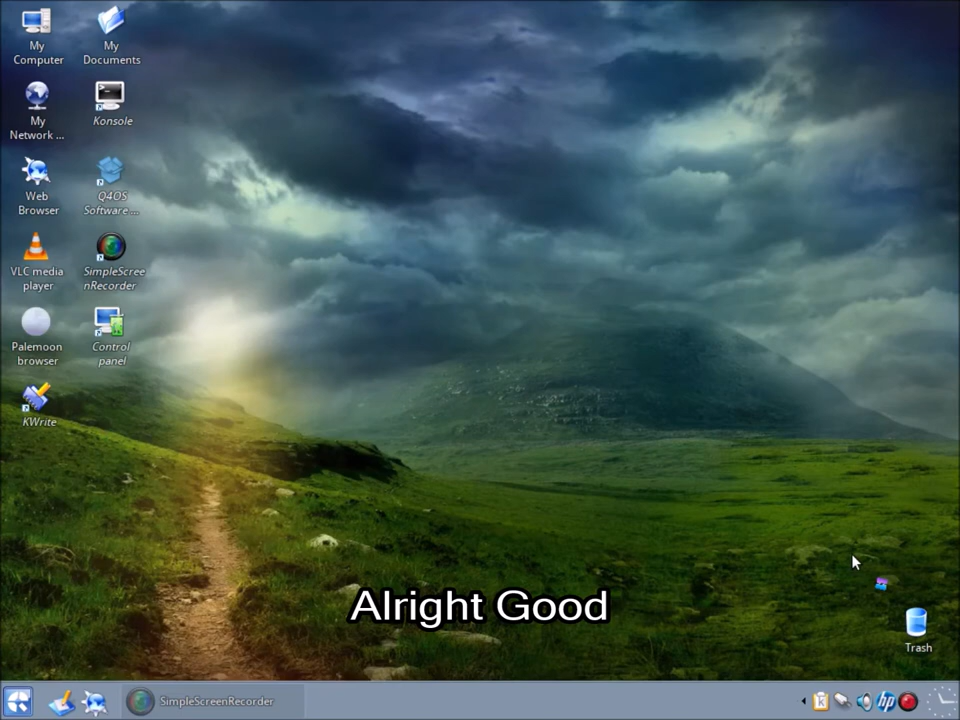 My
Computer
My
Documents
My
Network ...
Konsole
Web
Browser
Q4OS
Software ...
VLC media
player
SimpleScree
nRecorder
Palemoon
browser
Control
panel
KWrite
Alright Good
Trash
SimpleScreenRecorder
K
hp